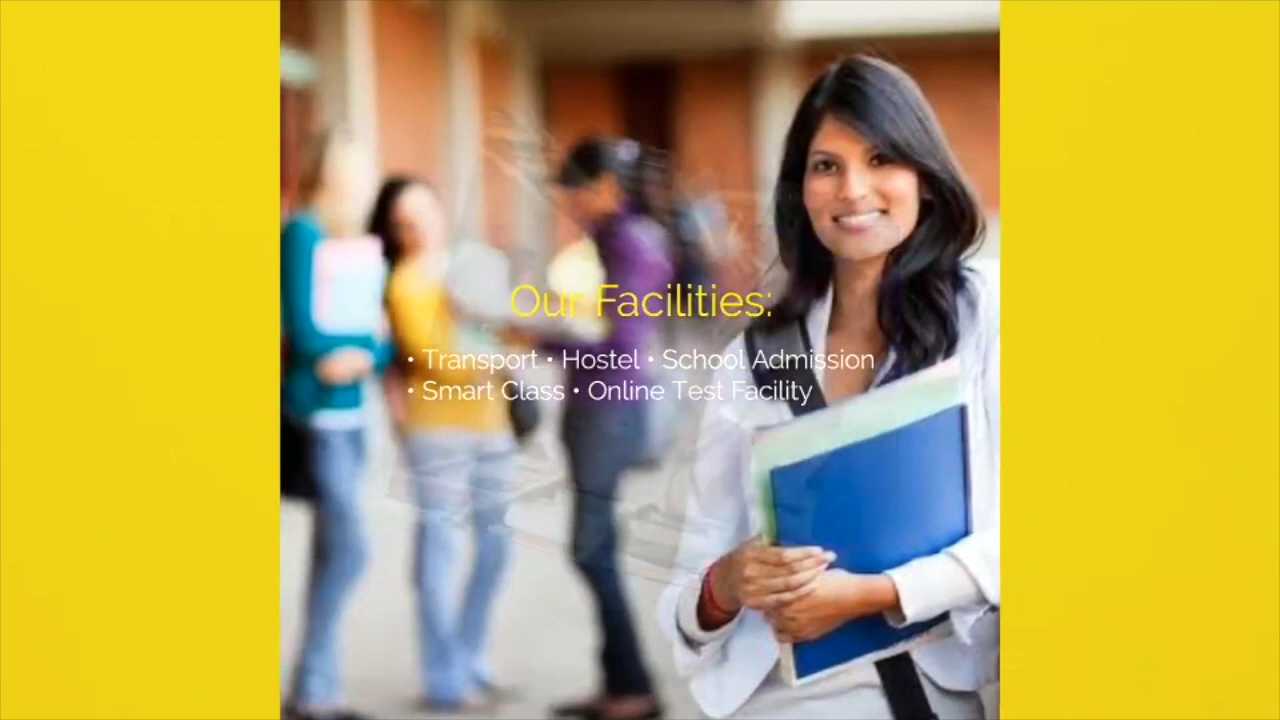 Our Facilities:
• Transport • Hostel • School Admission
• Smart Class • Online Test Facility